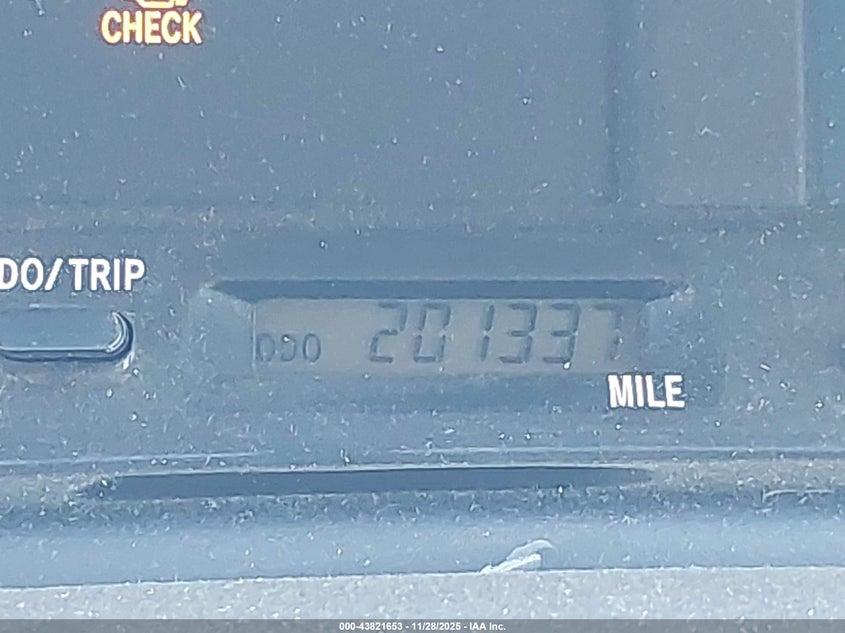 CHECK
DO/TRIP
ODO 201337
MILE
000-43821653 - 11/28/2025 - IAA Inc.